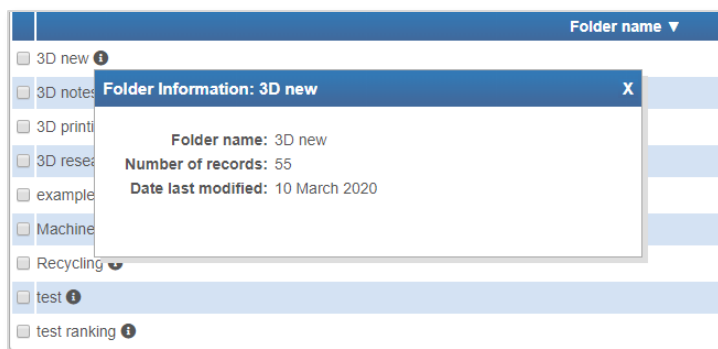 Folder name ▼
3D new
3D notes
Folder Information: 3D new X
3D printi
Folder name: 3D new
3D resea
Number of records: 55
Date last modified: 10 March 2020
example
Machine
Recycling
test
test ranking